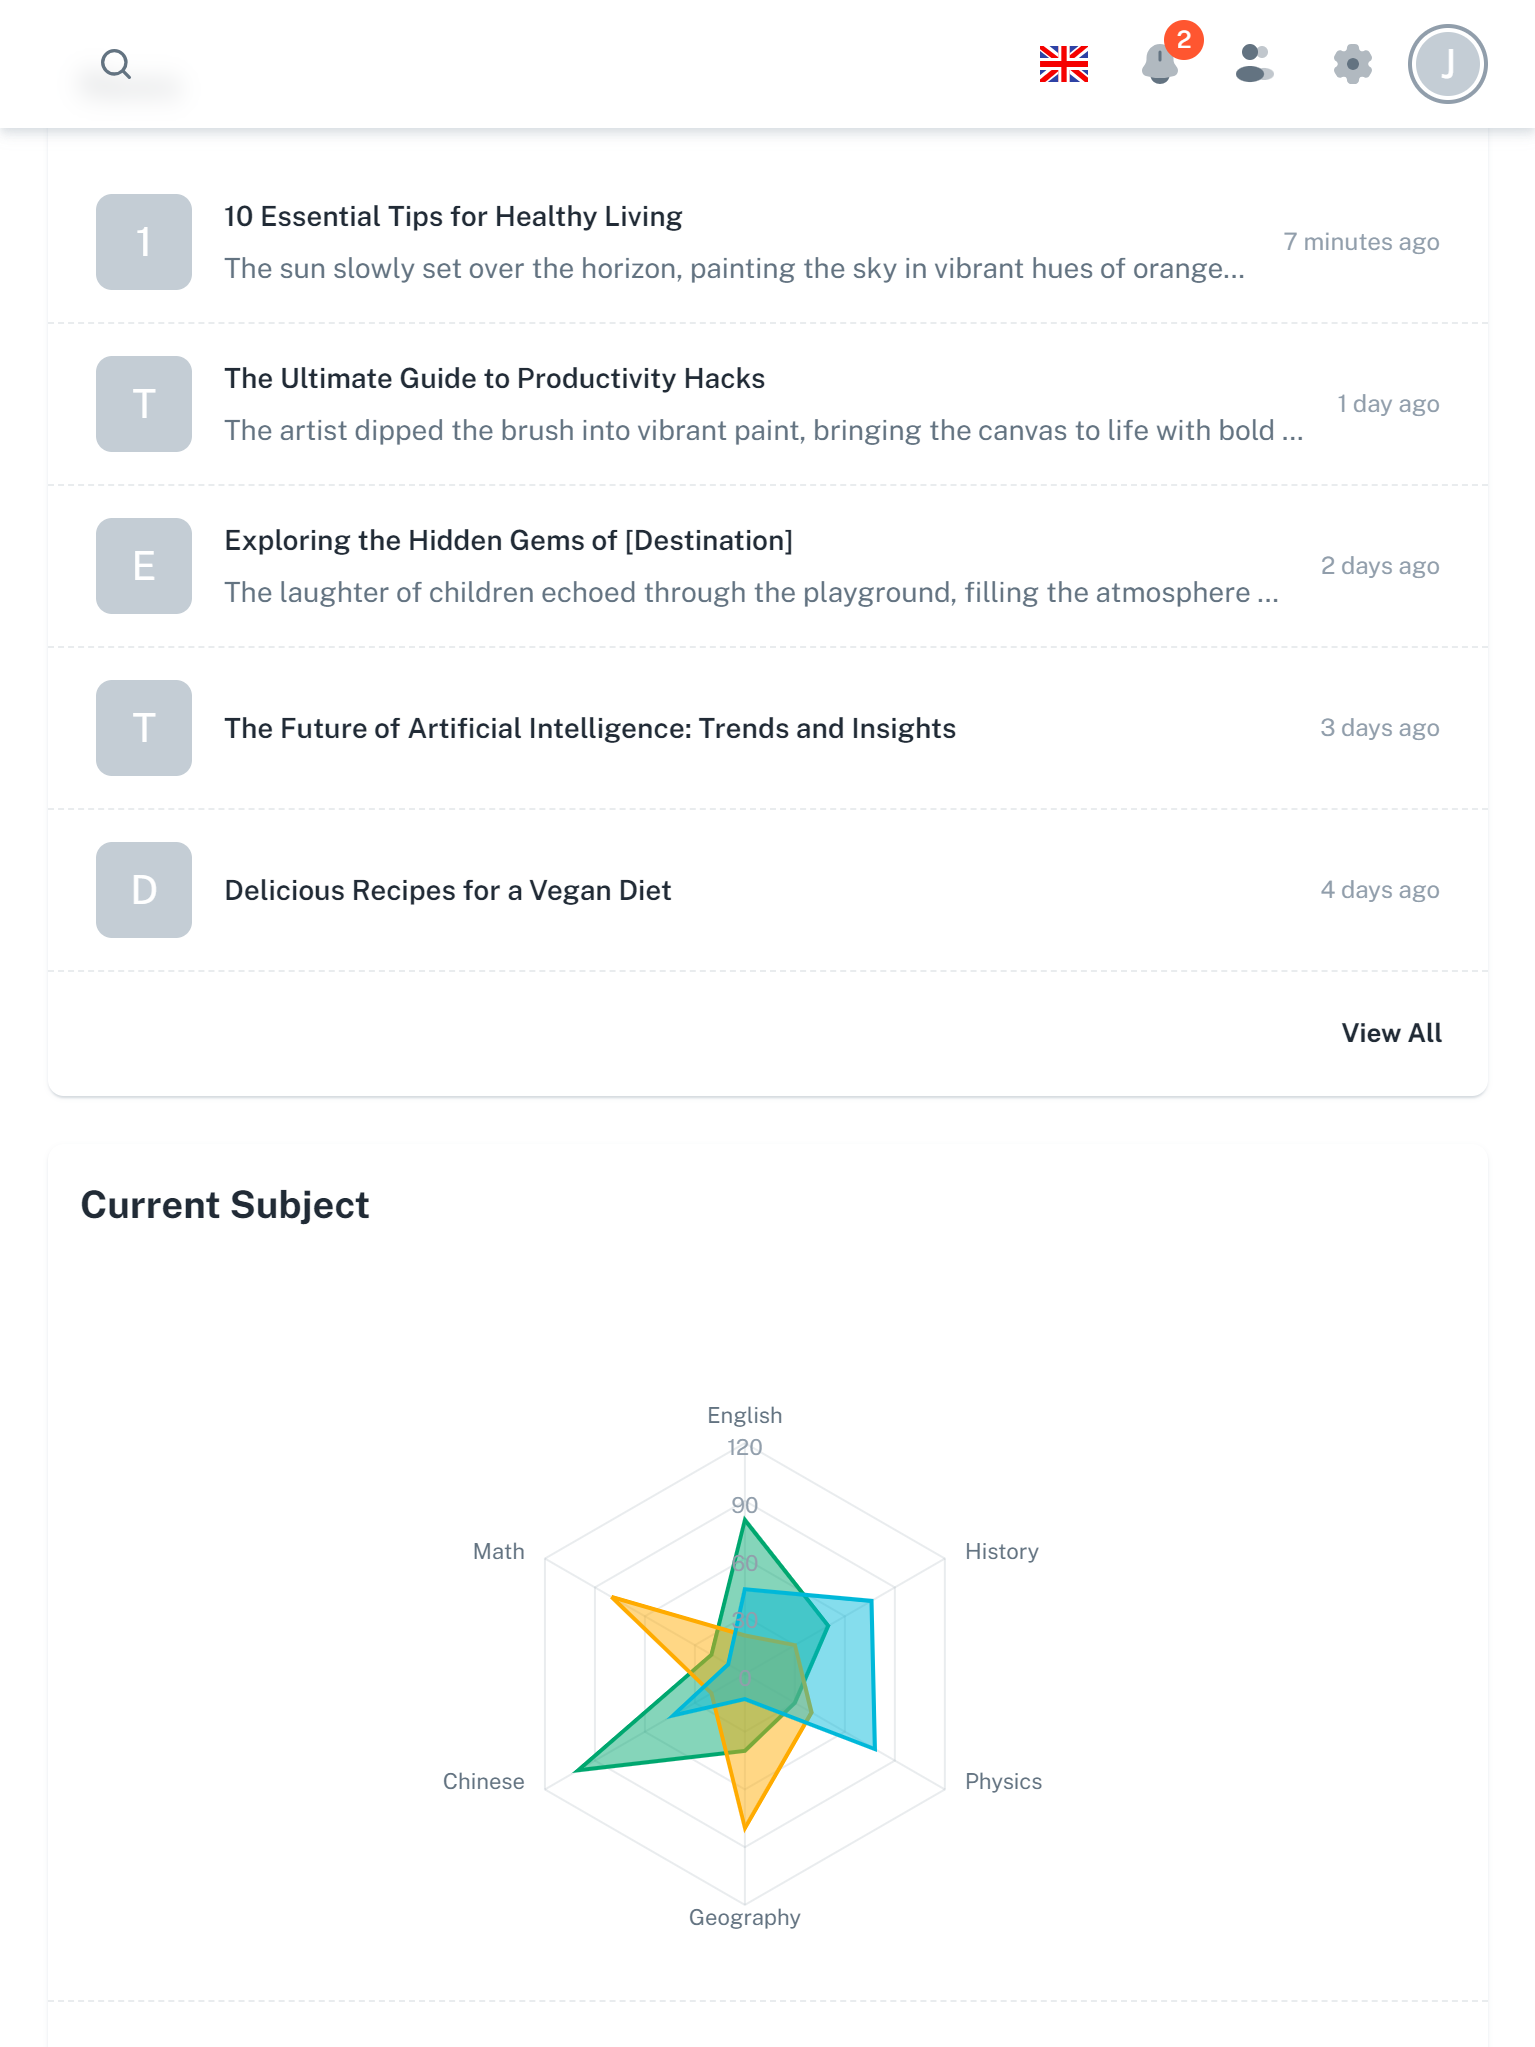 2
J
1
10 Essential Tips for Healthy Living
The sun slowly set over the horizon, painting the sky in vibrant hues of orange...
7 minutes ago
T
The Ultimate Guide to Productivity Hacks
The artist dipped the brush into vibrant paint, bringing the canvas to life with bold ...
1 day ago
E
Exploring the Hidden Gems of [Destination]
The laughter of children echoed through the playground, filling the atmosphere ...
2 days ago
T
The Future of Artificial Intelligence: Trends and Insights
3 days ago
D
Delicious Recipes for a Vegan Diet
4 days ago
View All
Current Subject
English
120
90
Math
60
History
30
0
Chinese
Physics
Geography